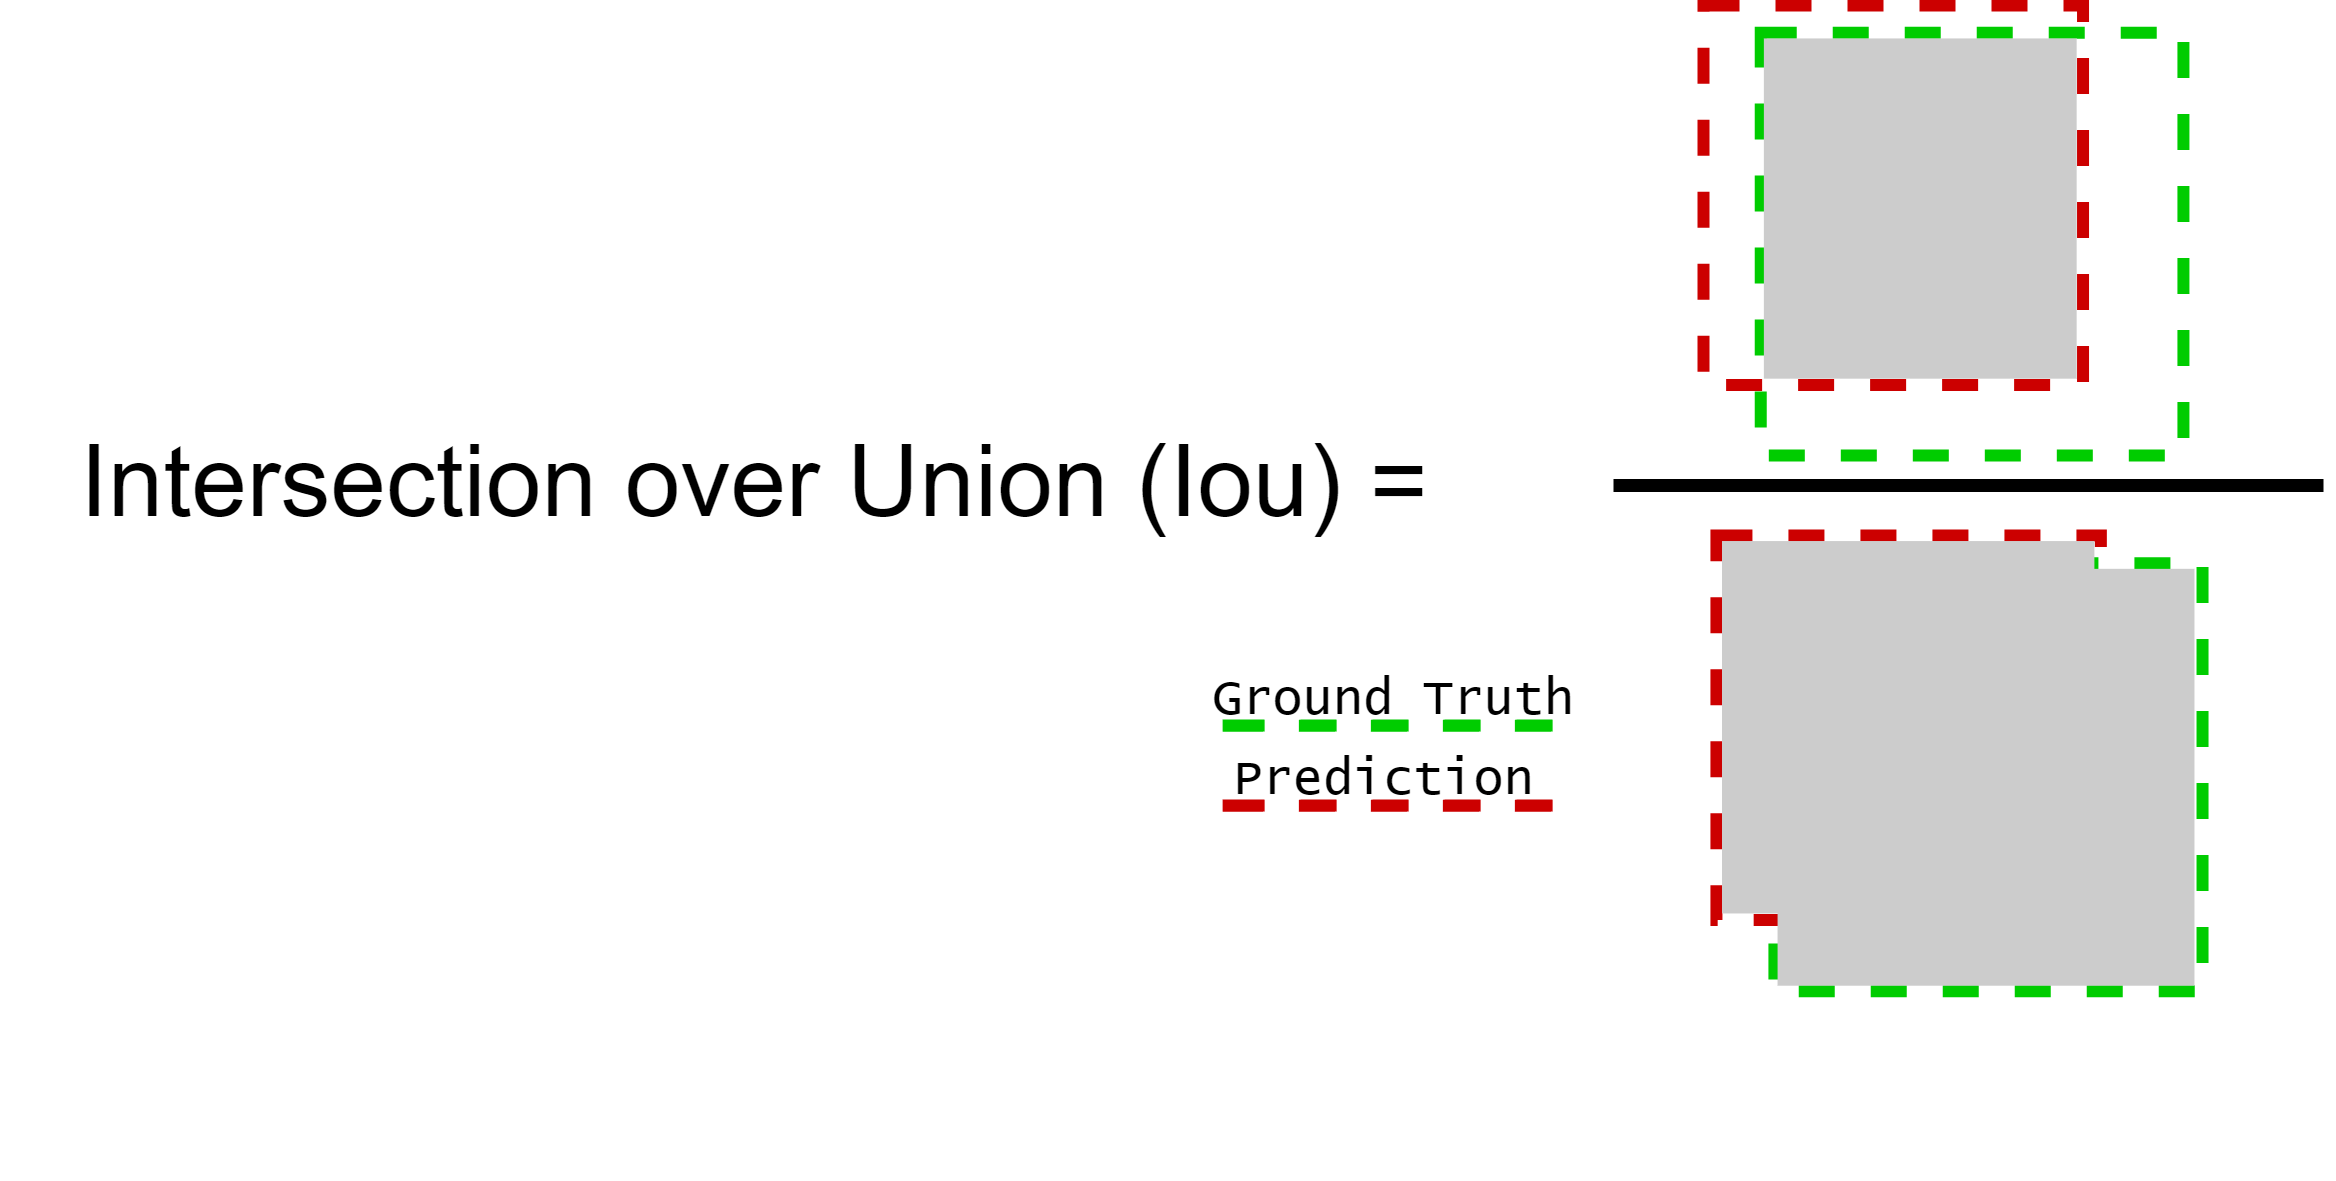 Intersection over Union (Iou) =
Ground Truth
Prediction